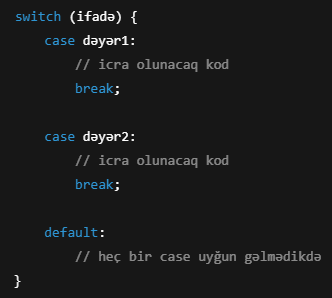 switch (ifadə) {
    case dəyər1:
        // icra olunacaq kod
        break;

    case dəyər2:
        // icra olunacaq kod
        break;

    default:
        // heç bir case uyğun gəlmədikdə
}